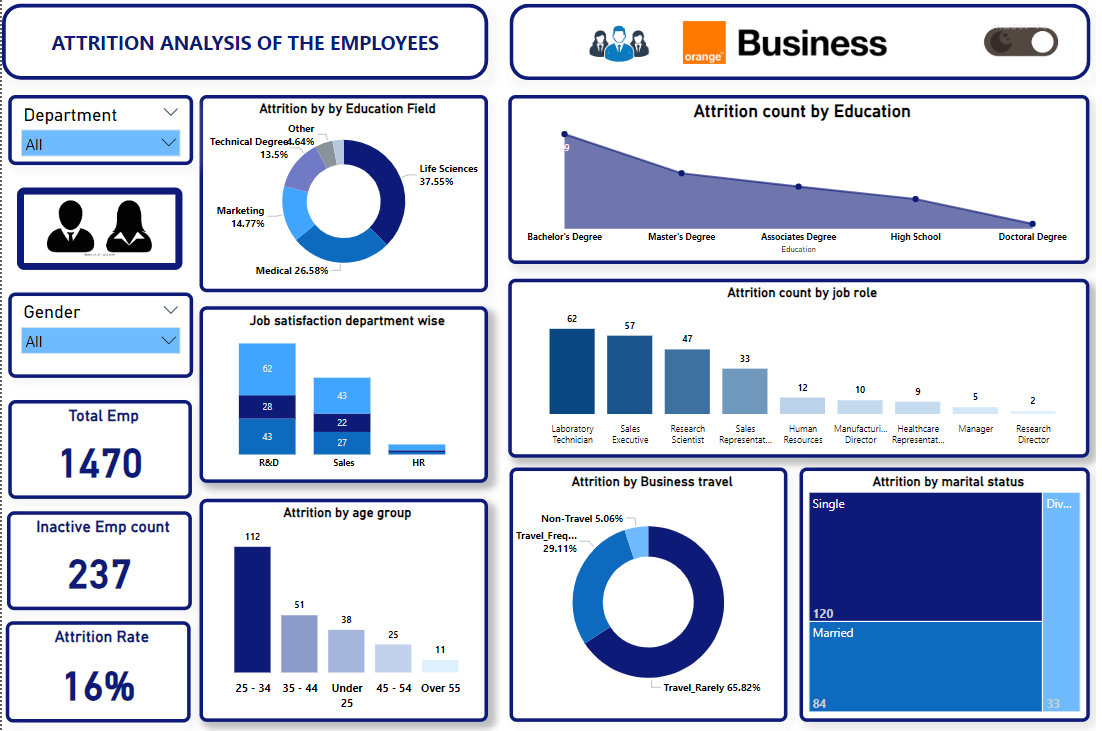 ATTRITION ANALYSIS OF THE EMPLOYEES
orange™
Business
Department
All
Gender
All
Total Emp
1470
Inactive Emp count
237
Attrition Rate
16%
Attrition by by Education Field
Other
4.64%
Technical Degree
13.5%
Life Sciences
37.55%
Marketing
14.77%
Medical 26.58%
Job satisfaction department wise
62
28
43
43
22
27
R&D
Sales
HR
Attrition by age group
112
51
38
25
11
25 - 34
35 - 44
Under
25
45 - 54
Over 55
Attrition count by Education
9
Bachelor's Degree
Master's Degree
Associates Degree
High School
Doctoral Degree
Education
Attrition count by job role
62
57
47
33
12
10
9
5
2
Laboratory
Technician
Sales
Executive
Research
Scientist
Sales
Representat...
Human
Resources
Manufacturi...
Director
Healthcare
Representat...
Manager
Research
Director
Attrition by Business travel
Non-Travel 5.06%
Travel_Freq...
29.11%
Travel_Rarely 65.82%
Attrition by marital status
Single
120
Married
84
Div...
33